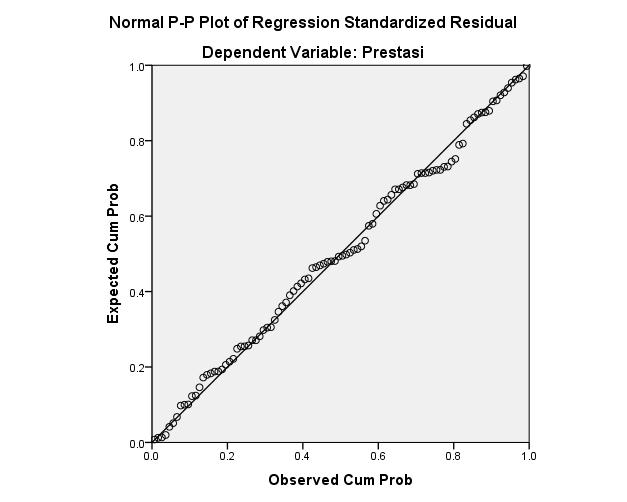 Normal P-P Plot of Regression Standardized Residual
Dependent Variable: Prestasi
1.0
0.8
0.6
0.4
0.2
0.0
Expected Cum Prob
0.0 0.2 0.4 0.6 0.8 1.0
Observed Cum Prob